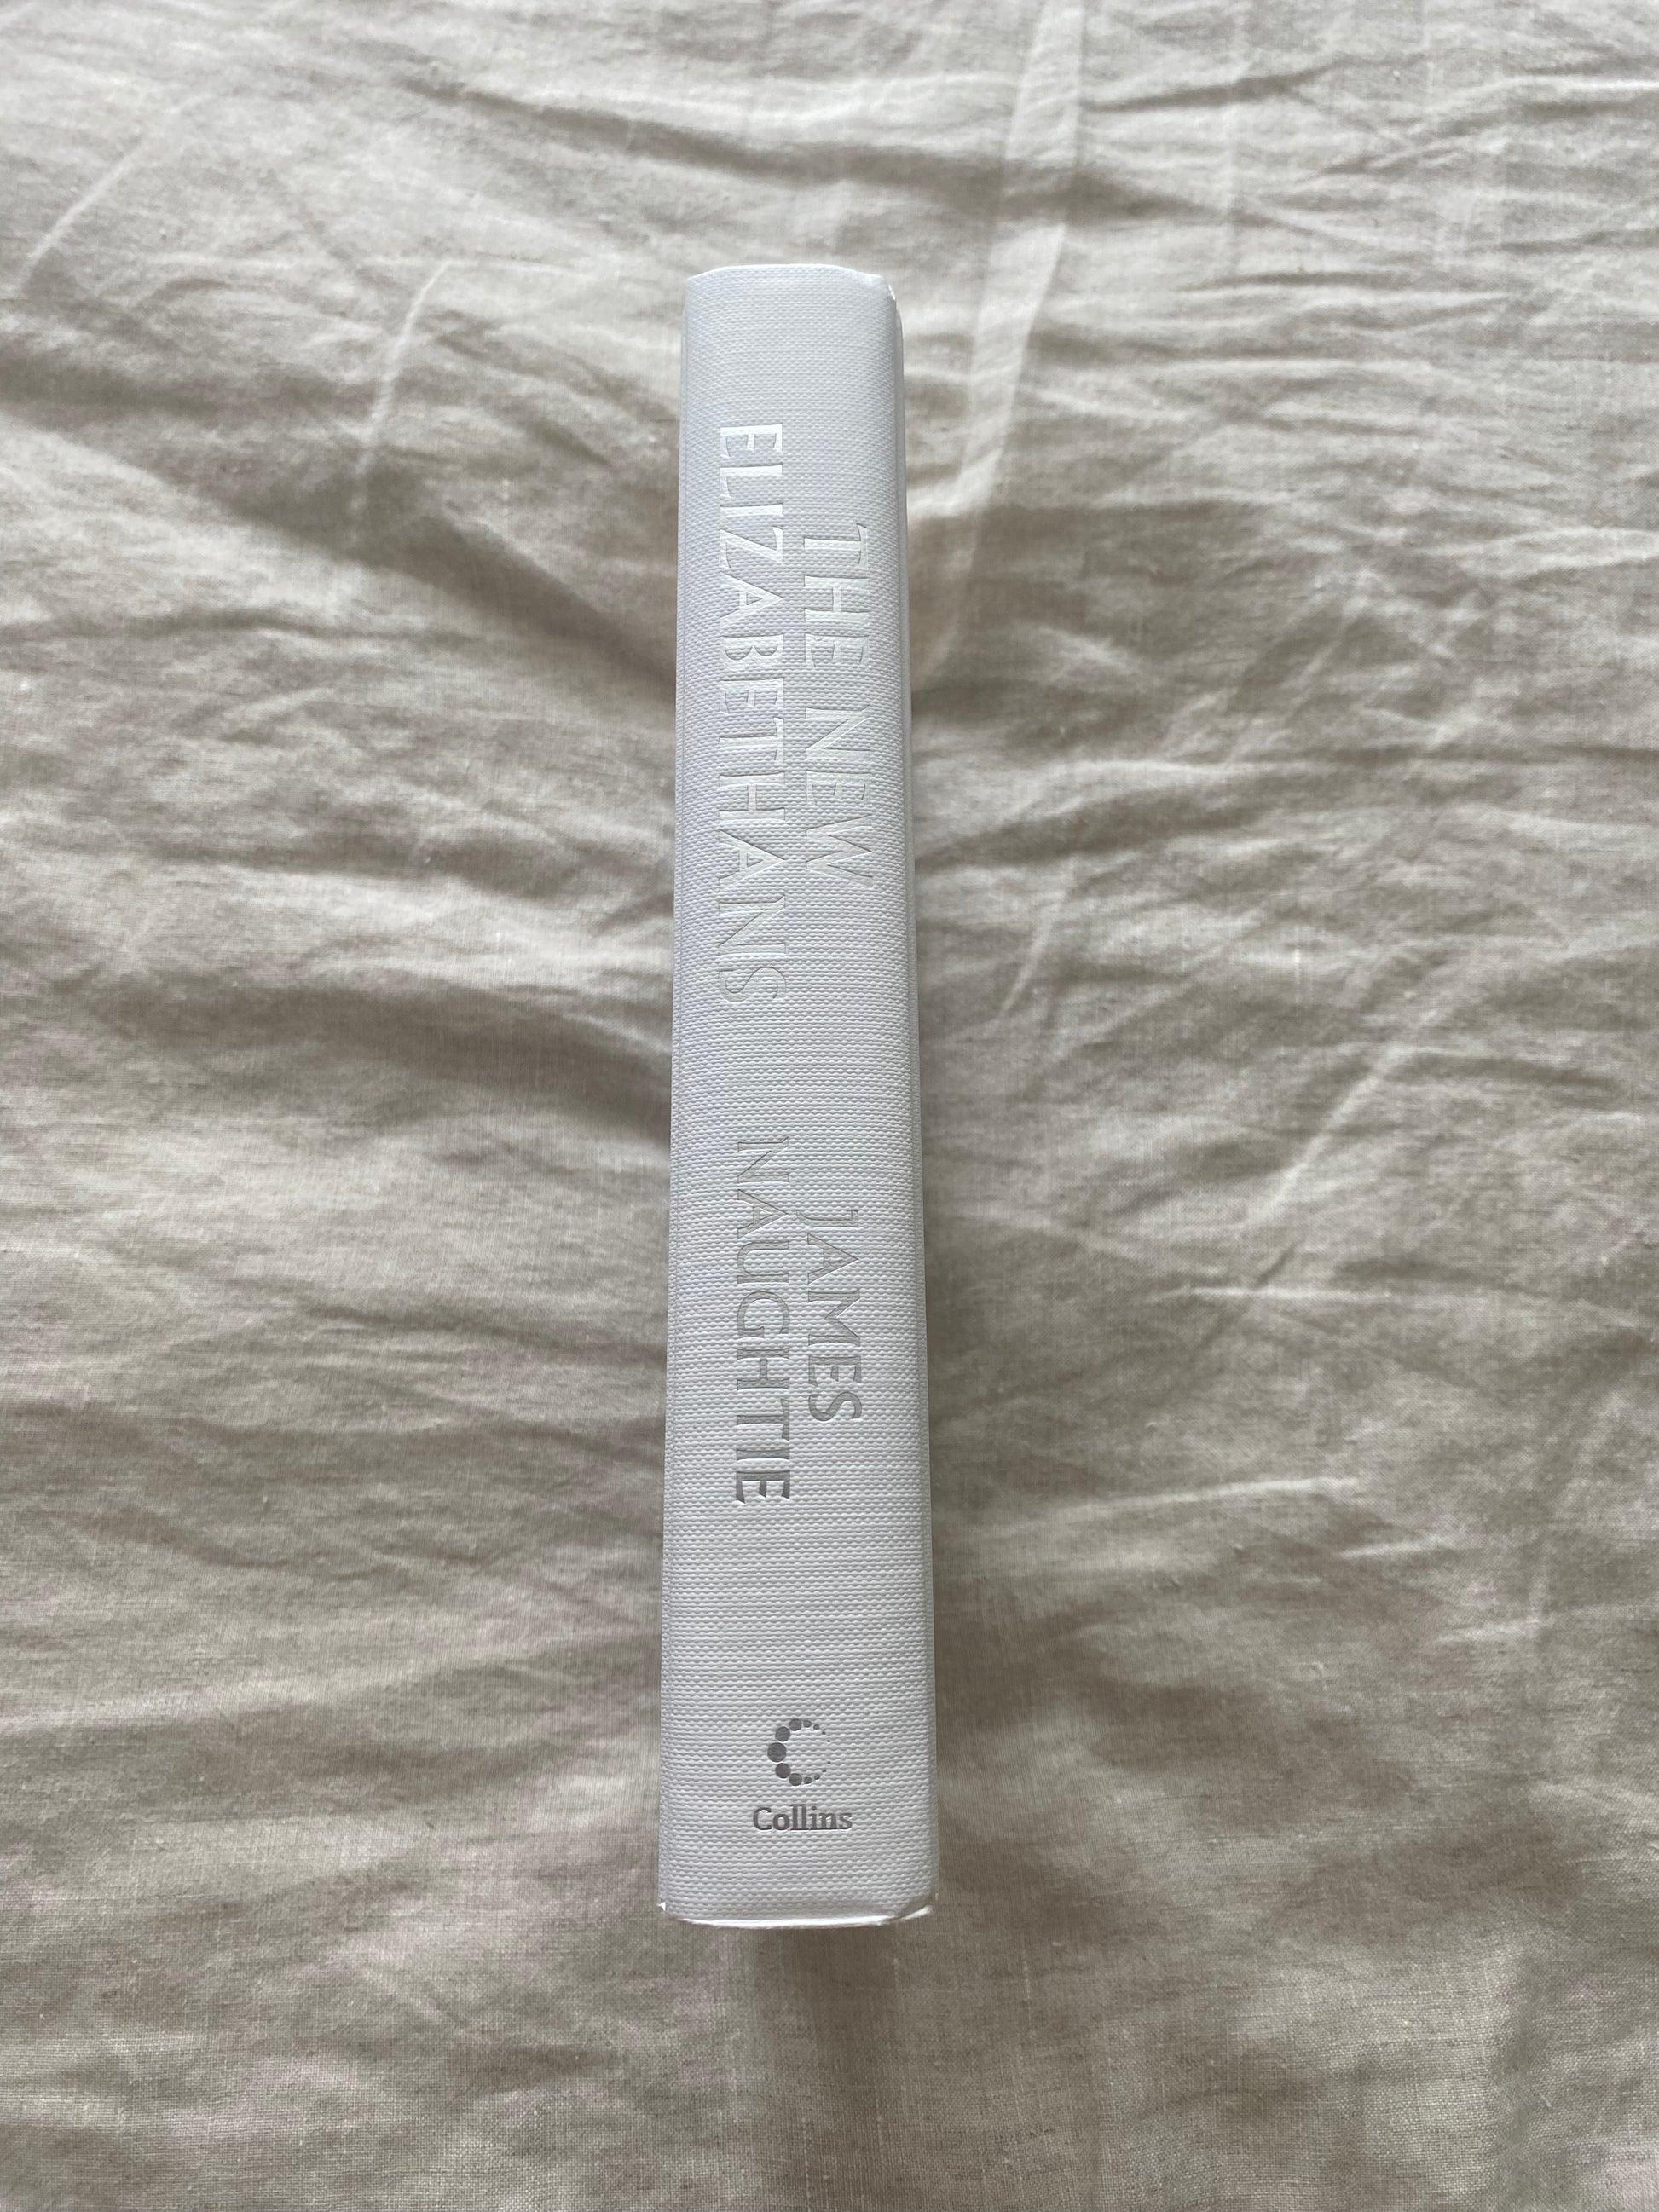 THE NEW
ELIZABETHANS
JAMES
NAUGHTIE
Collins